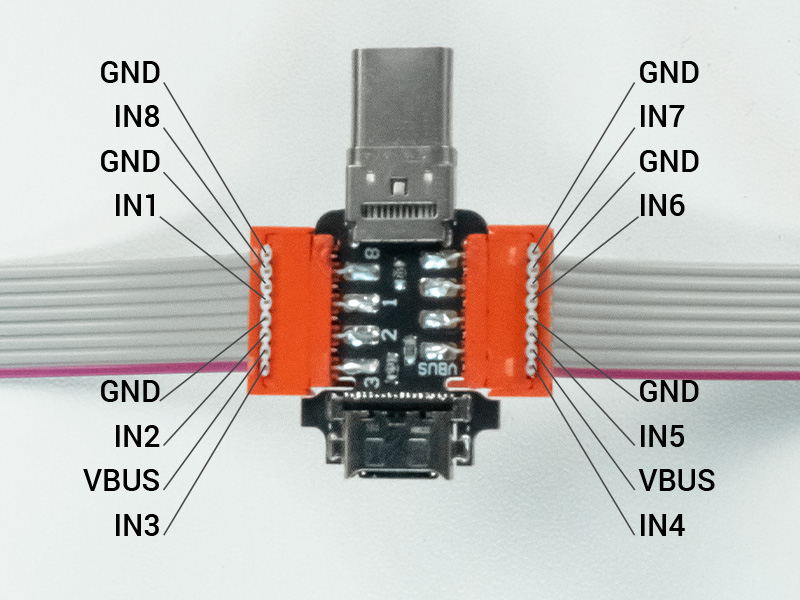 GND
IN8
GND
IN1
GND
IN2
VBUS
IN3
GND
IN7
GND
IN6
GND
IN5
VBUS
IN4
8
1
2
3
VBUS